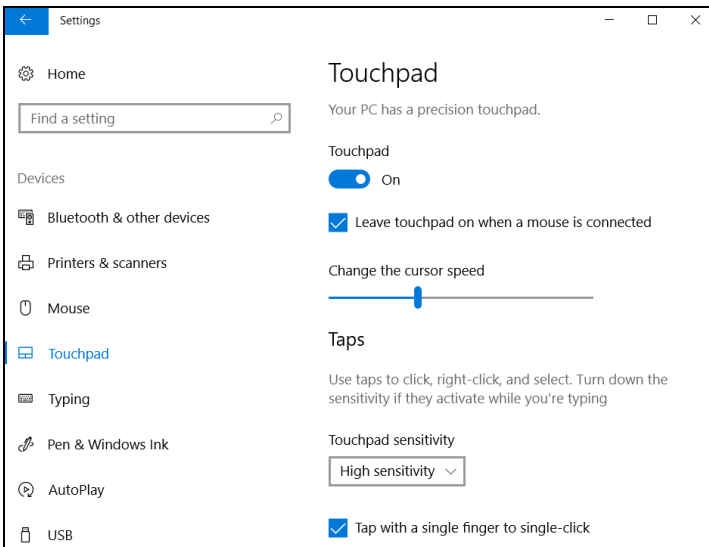 Settings
Home
Find a setting
Devices
Bluetooth & other devices
Printers & scanners
Mouse
Touchpad
Typing
Pen & Windows Ink
AutoPlay
USB
Touchpad
Your PC has a precision touchpad.
Touchpad
On
Leave touchpad on when a mouse is connected
Change the cursor speed
Taps
Use taps to click, right-click, and select. Turn down the
sensitivity if they activate while you're typing
Touchpad sensitivity
High sensitivity
Tap with a single finger to single-click